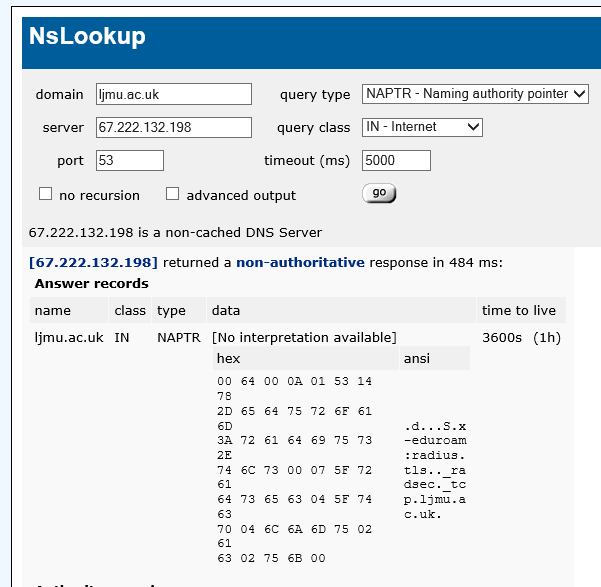 NsLookup
domain ljmu.ac.uk query type NAPTR - Naming authority pointer
server 67.222.132.198 query class IN - Internet
port 53 timeout (ms) 5000
no recursion advanced output go
67.222.132.198 is a non-cached DNS Server
[67.222.132.198] returned a non-authoritative response in 484 ms:
Answer records
name class type data time to live
ljmu.ac.uk IN NAPTR [No interpretation available] 3600s (1h)
hex ansi
00 64 00 0A 01 53 14
78
2D 65 64 75 72 6F 61
6D .d...S.x
3A 72 61 64 69 75 73 -eduroam
2E :radius.
74 6C 73 00 07 5F 72 tls.._ra
61 dsec._tc
64 73 65 63 04 5F 74 p.ljmu.a
63 c.uk.
70 04 6C 6A 6D 75 02
61
63 02 75 6B 00